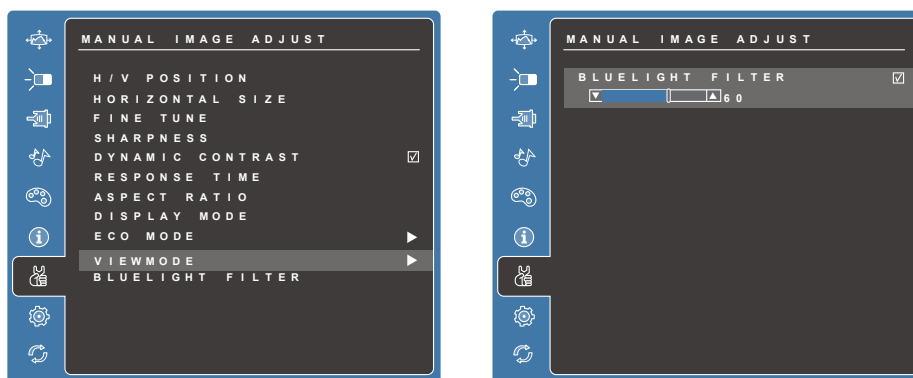 MANUAL IMAGE ADJUST
H/V POSITION
HORIZONTAL SIZE
FINE TUNE
SHARPNESS
DYNAMIC CONTRAST
RESPONSE TIME
ASPECT RATIO
DISPLAY MODE
ECO MODE
VIEWMODE
BLUELIGHT FILTER
MANUAL IMAGE ADJUST
BLUELIGHT FILTER
60